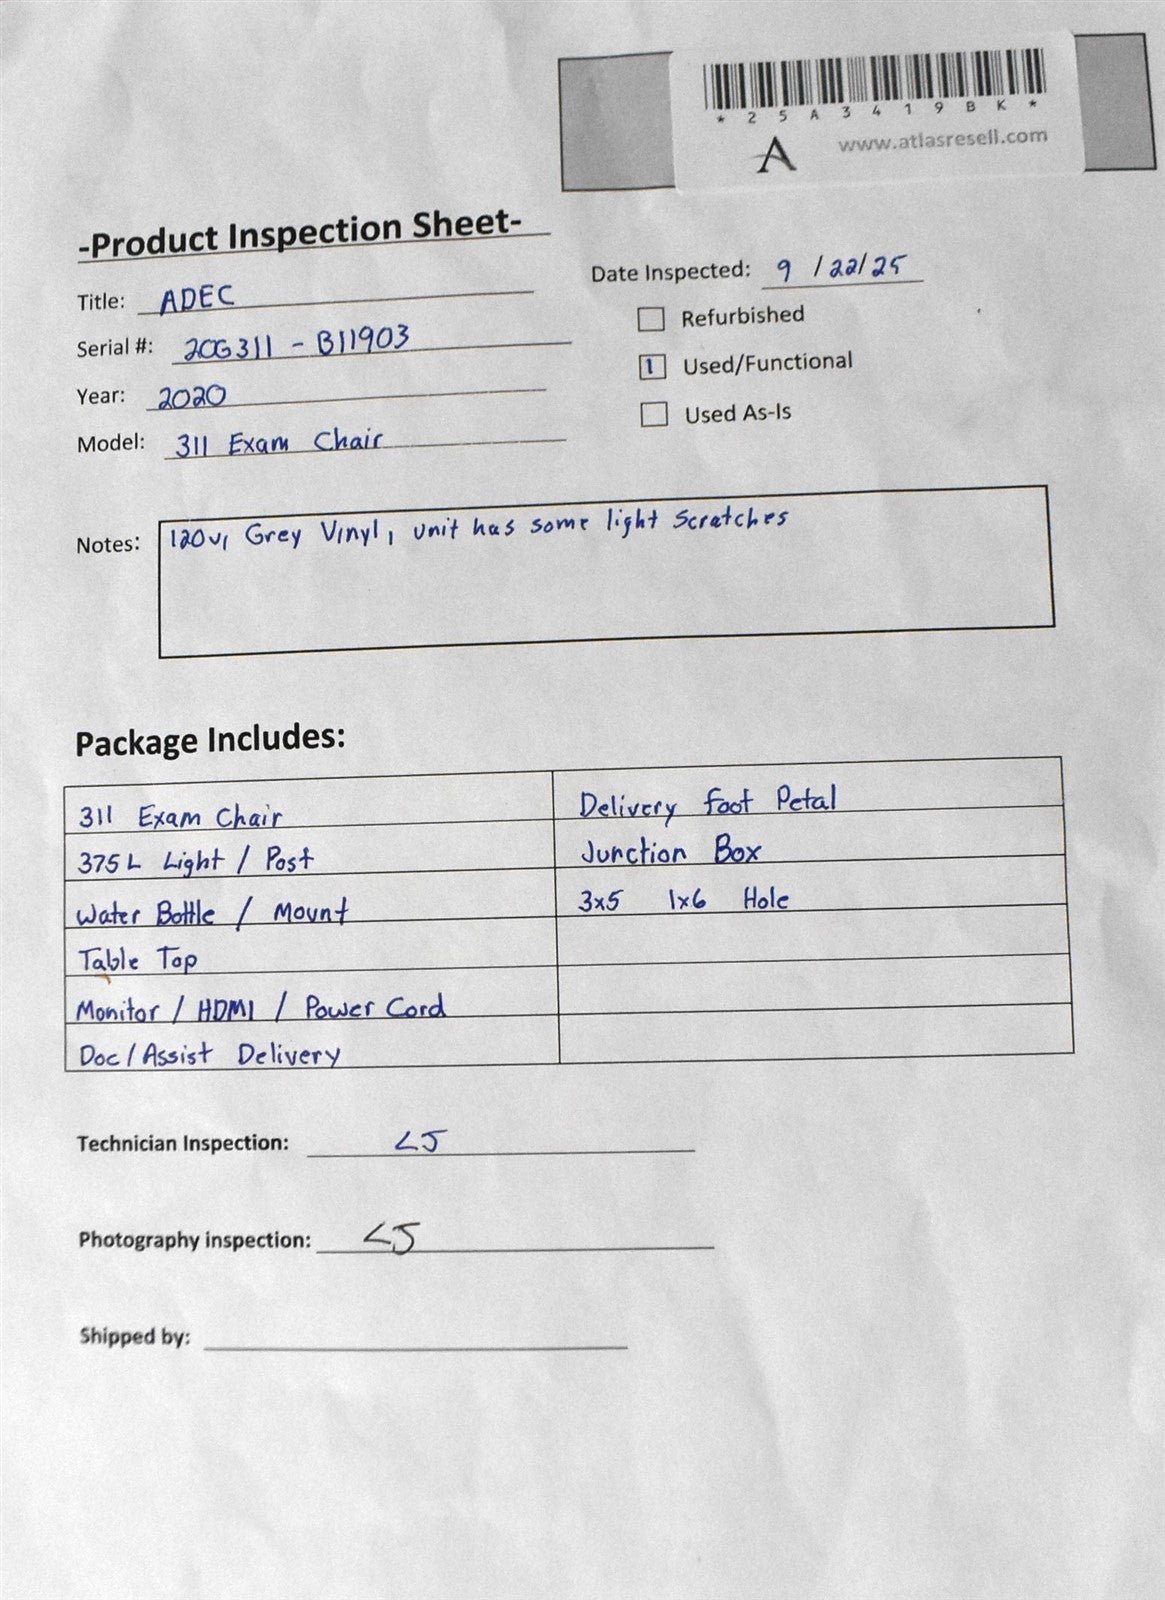 *25A3419BK*
A www.atlasresell.com
-Product Inspection Sheet-
Date Inspected: 9/22/25
Title: ADEC
Refurbished
Serial #: 20G311 - B11903
1 Used/Functional
Year: 2020
Used As-Is
Model: 311 Exam Chair
Notes: 120v, Grey Vinyl, unit has some light scratches
Package Includes:
311 Exam Chair
Delivery Foot Petal
375L Light / Post
Junction Box
Water Bottle / Mount
3x5 1x6 Hole
Table Top
Monitor / HDMI / Power Cord
Doc/Assist Delivery
Technician Inspection: LJ
Photography inspection: LJ
Shipped by: